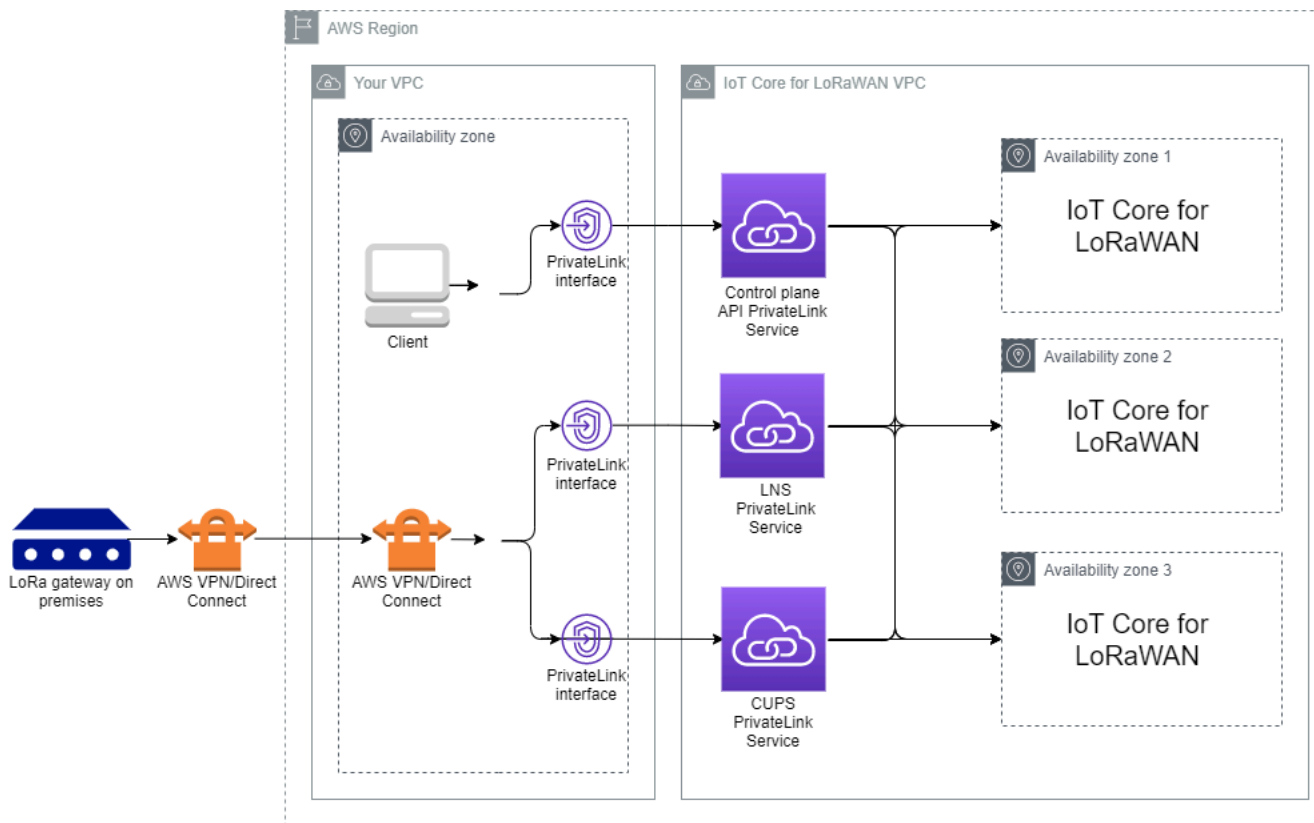 AWS Region
Your VPC
IoT Core for LoRaWAN VPC
Availability zone
Availability zone 1
IoT Core for
LoRaWAN
PrivateLink
interface
Client
Control plane
API PrivateLink
Service
Availability zone 2
IoT Core for
LoRaWAN
PrivateLink
interface
LNS
PrivateLink
Service
LoRa gateway on
premises
AWS VPN/Direct
Connect
AWS VPN/Direct
Connect
Availability zone 3
IoT Core for
LoRaWAN
PrivateLink
interface
CUPS
PrivateLink
Service